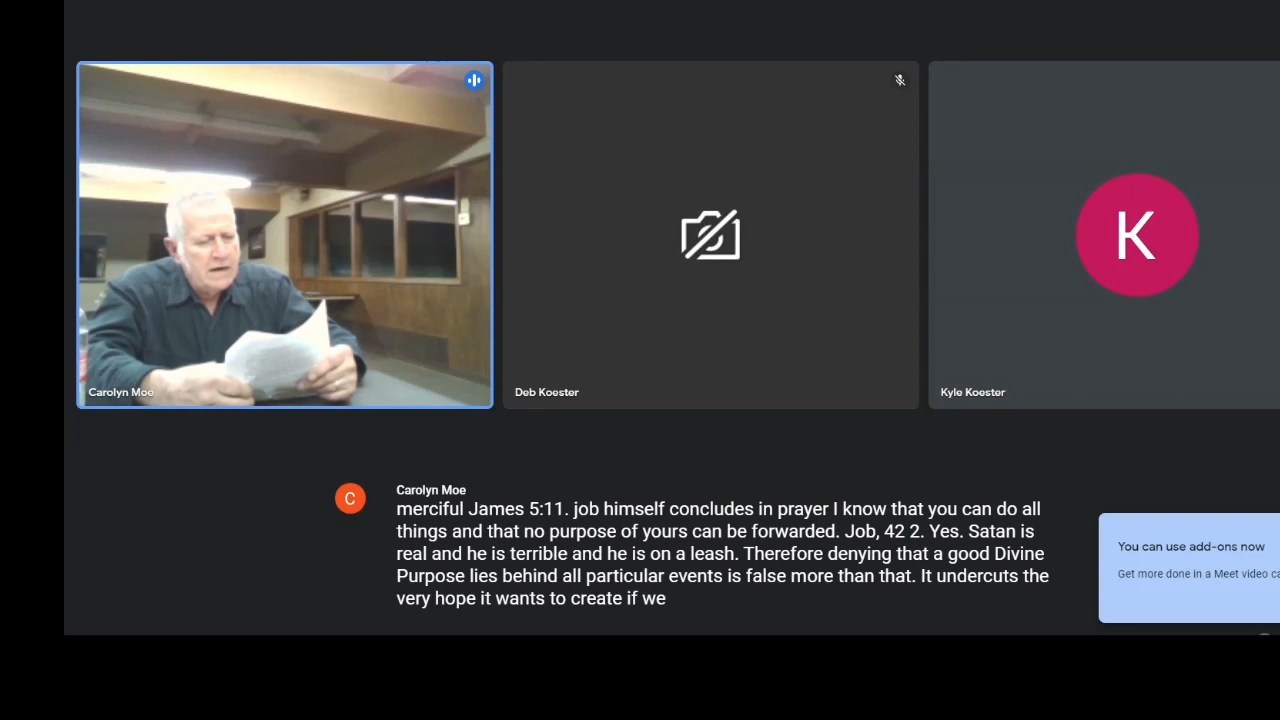 Carolyn Moe
Deb Koester
K
Kyle Koester
C
Carolyn Moe
merciful James 5:11. job himself concludes in prayer I know that you can do all
things and that no purpose of yours can be forwarded. Job, 42 2. Yes. Satan is
real and he is terrible and he is on a leash. Therefore denying that a good Divine
Purpose lies behind all particular events is false more than that. It undercuts the
very hope it wants to create if we
You can use add-ons now
Get more done in a Meet video ca